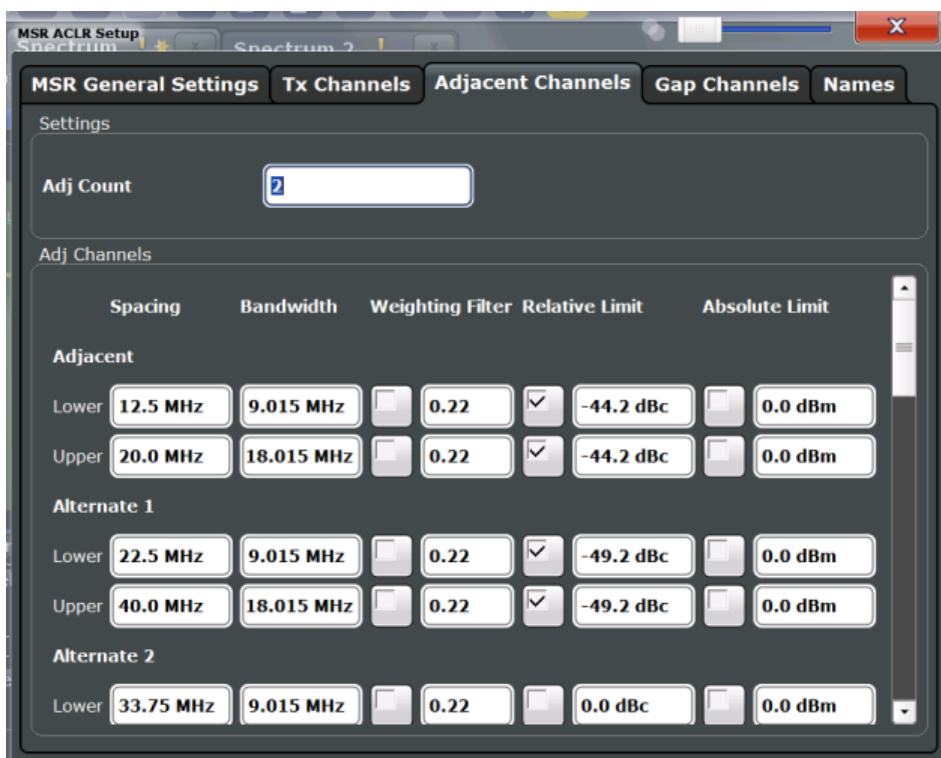 MSR ACLR Setup
Spectrum ! Spectrum 2 !
MSR General Settings Tx Channels Adjacent Channels Gap Channels Names
Settings
Adj Count 2
Adj Channels
Spacing Bandwidth Weighting Filter Relative Limit Absolute Limit
Adjacent
Lower 12.5 MHz 9.015 MHz 0.22 -44.2 dBc 0.0 dBm
Upper 20.0 MHz 18.015 MHz 0.22 -44.2 dBc 0.0 dBm
Alternate 1
Lower 22.5 MHz 9.015 MHz 0.22 -49.2 dBc 0.0 dBm
Upper 40.0 MHz 18.015 MHz 0.22 -49.2 dBc 0.0 dBm
Alternate 2
Lower 33.75 MHz 9.015 MHz 0.22 0.0 dBc 0.0 dBm